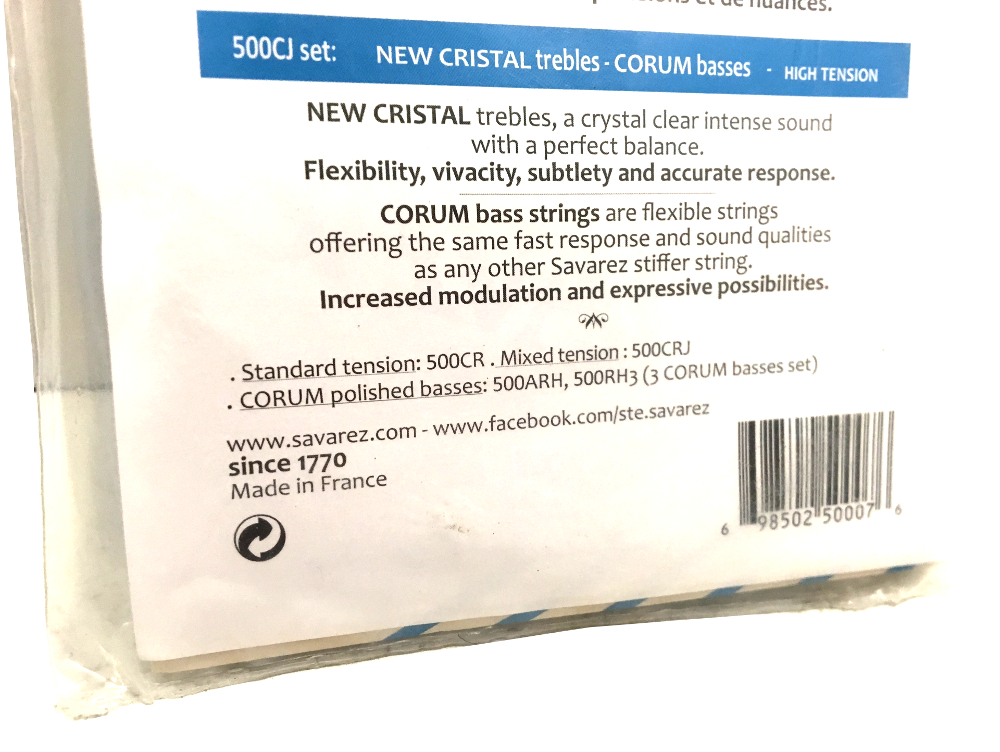 et de nuances.
500CJ set: NEW CRISTAL trebles - CORUM basses - HIGH TENSION
NEW CRISTAL trebles, a crystal clear intense sound
with a perfect balance.
Flexibility, vivacity, subtlety and accurate response.
CORUM bass strings are flexible strings
offering the same fast response and sound qualities
as any other Savarez stiffer string.
Increased modulation and expressive possibilities.
. Standard tension: 500CR . Mixed tension : 500CRJ
. CORUM polished basses: 500ARH, 500RH3 (3 CORUM basses set)
www.savarez.com - www.facebook.com/ste.savarez
since 1770
Made in France
6 98502 50007 6